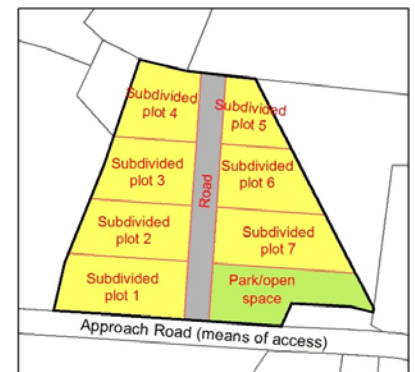 Subdivided
plot 4
Subdivided
plot 5
Subdivided
plot 3
Subdivided
plot 6
Road
Subdivided
plot 2
Subdivided
plot 7
Subdivided
plot 1
Park/open
space
Approach Road (means of access)